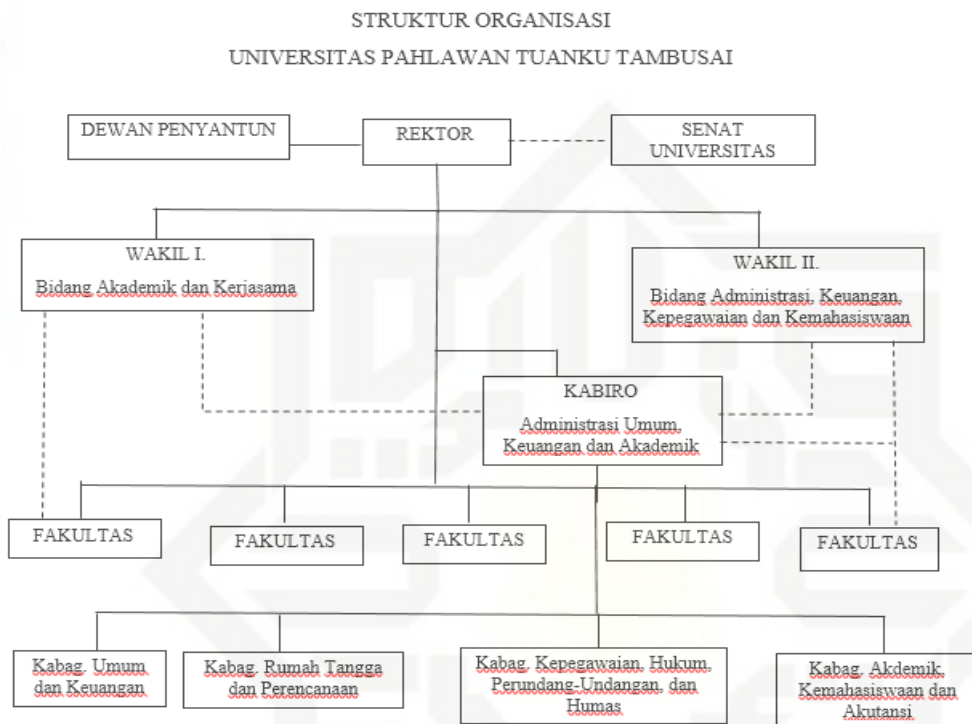 STRUKTUR ORGANISASI
UNIVERSITAS PAHLAWAN TUANKU TAMBUSAI
DEWAN PENYANTUN
REKTOR
SENAT
UNIVERSITAS
WAKIL I.
Bidang Akademik dan Kerjasama
WAKIL II.
Bidang Administrasi, Keuangan,
Kepegawaian dan Kemahasiswaan
KABIRO
Administrasi Umum,
Keuangan dan Akademik
FAKULTAS
FAKULTAS
FAKULTAS
FAKULTAS
FAKULTAS
Kabag. Umum
dan Keuangan
Kabag. Rumah Tangga
dan Perencanaan
Kabag. Kepegawaian, Hukum,
Perundang-Undangan, dan
Humas
Kabag. Akdemik,
Kemahasiswaan dan
Akutansi